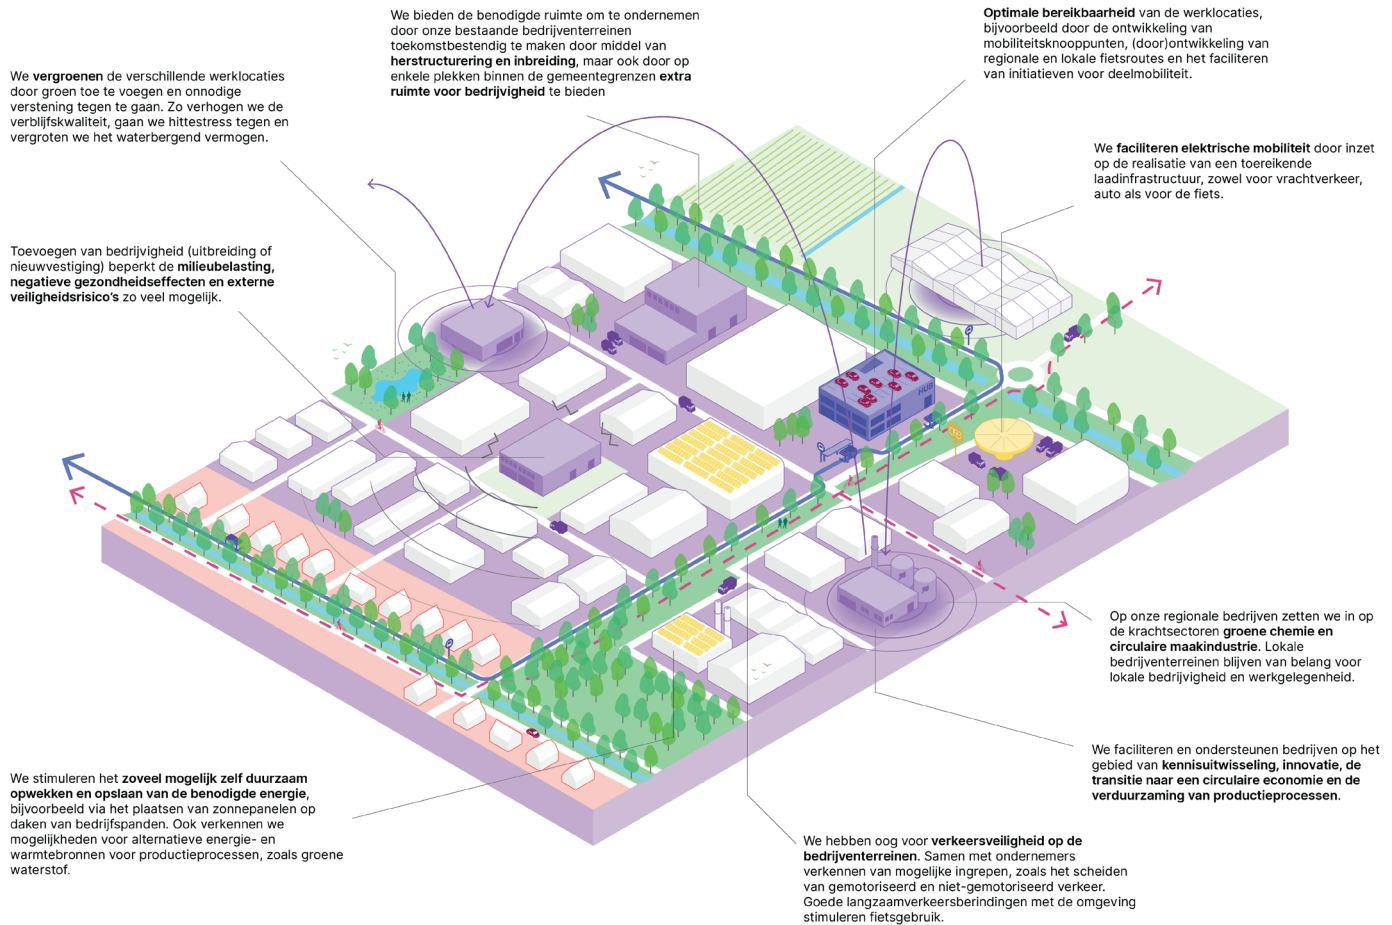 We bieden de benodigde ruimte om te ondernemen
door onze bestaande bedrijventerreinen
toekomstbestendig te maken door middel van
herstructurering en inbreiding, maar ook door op
enkele plekken binnen de gemeentegrenzen extra
ruimte voor bedrijvigheid te bieden
Optimale bereikbaarheid van de werklocaties,
bijvoorbeeld door de ontwikkeling van
mobiliteitsknooppunten, (door)ontwikkeling van
regionale en lokale fietsroutes en het faciliteren
van initiatieven voor deelmobiliteit.
We vergroenen de verschillende werklocaties
door groen toe te voegen en onnodige
verstening tegen te gaan. Zo verhogen we de
verblijfskwaliteit, gaan we hittestress tegen en
vergroten we het waterbergend vermogen.
We faciliteren elektrische mobiliteit door inzet
op de realisatie van een toereikende
laadinfrastructuur, zowel voor vrachtverkeer,
auto als voor de fiets.
Toevoegen van bedrijvigheid (uitbreiding of
nieuwvestiging) beperkt de milieubelasting,
negatieve gezondheidseffecten en externe
veiligheidsrisico's zo veel mogelijk.
HUB
Op onze regionale bedrijven zetten we in op
de krachtsectoren groene chemie en
circulaire maakindustrie. Lokale
bedrijventerreinen blijven van belang voor
lokale bedrijvigheid en werkgelegenheid.
We faciliteren en ondersteunen bedrijven op het
gebied van kennisuitwisseling, innovatie, de
transitie naar een circulaire economie en de
verduurzaming van productieprocessen.
We stimuleren het zoveel mogelijk zelf duurzaam
opwekken en opslaan van de benodigde energie,
bijvoorbeeld via het plaatsen van zonnepanelen op
daken van bedrijfspanden. Ook verkennen we
mogelijkheden voor alternatieve energie- en
warmtebronnen voor productieprocessen, zoals groene
waterstof.
We hebben oog voor verkeersveiligheid op de
bedrijventerreinen. Samen met ondernemers
verkennen van mogelijke ingrepen, zoals het scheiden
van gemotoriseerd en niet-gemotoriseerd verkeer.
Goede langzaamverkeersberindingen met de omgeving
stimuleren fietsgebruik.